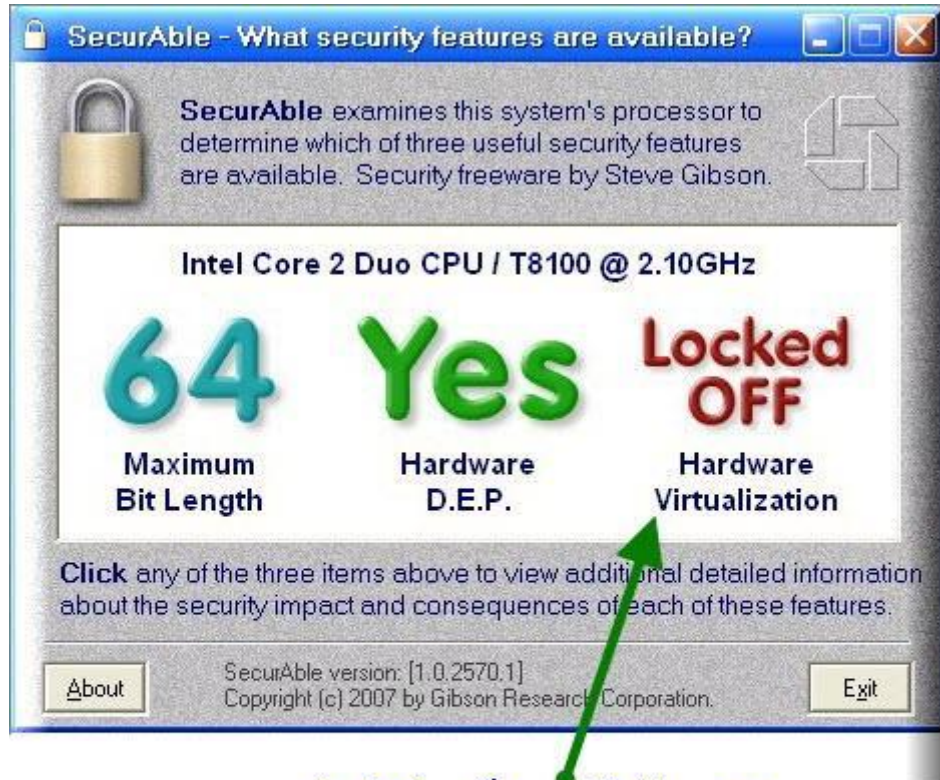 SecurAble - What security features are available?
SecurAble examines this system's processor to
determine which of three useful security features
are available. Security freeware by Steve Gibson.
Intel Core 2 Duo CPU / T8100 @ 2.10GHz
64
Yes
Locked
OFF
Maximum
Bit Length
Hardware
D.E.P.
Hardware
Virtualization
Click any of the three items above to view additional detailed information
about the security impact and consequences of each of these features.
About
SecurAble version: [1.0.2570.1]
Copyright (c) 2007 by Gibson Research Corporation.
Exit